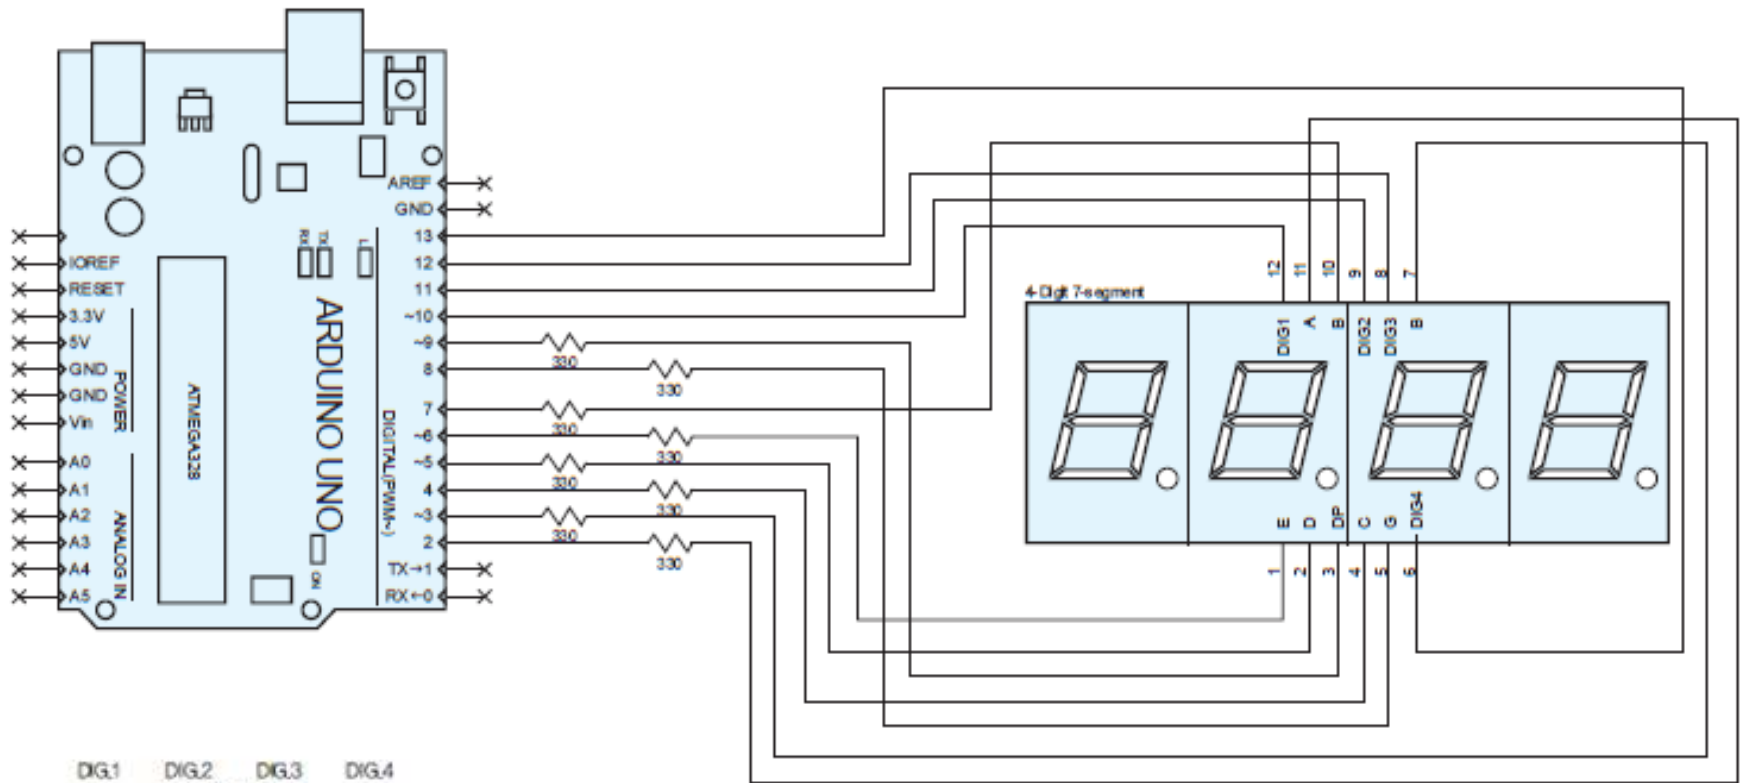 AREF
GND
13
12
11
~10
~9
8
7
~6
~5
4
~3
2
TX→1
RX←0
IOREF
RESET
3.3V
5V
GND
GND
Vin
A0
A1
A2
A3
A4
A5
POWER
ANALOG IN
ATMEGA328
ARDUINO UNO
DIGITAL(PWM~)
RX
TX
L
ON
330
330
330
330
330
330
330
330
4-Digit 7-segment
12 11 10 9 8 7
DIG1 A B DIG2 DIG3 B
E D DP C G DIG4
1 2 3 4 5 6
DIG.1 DIG.2 DIG.3 DIG.4